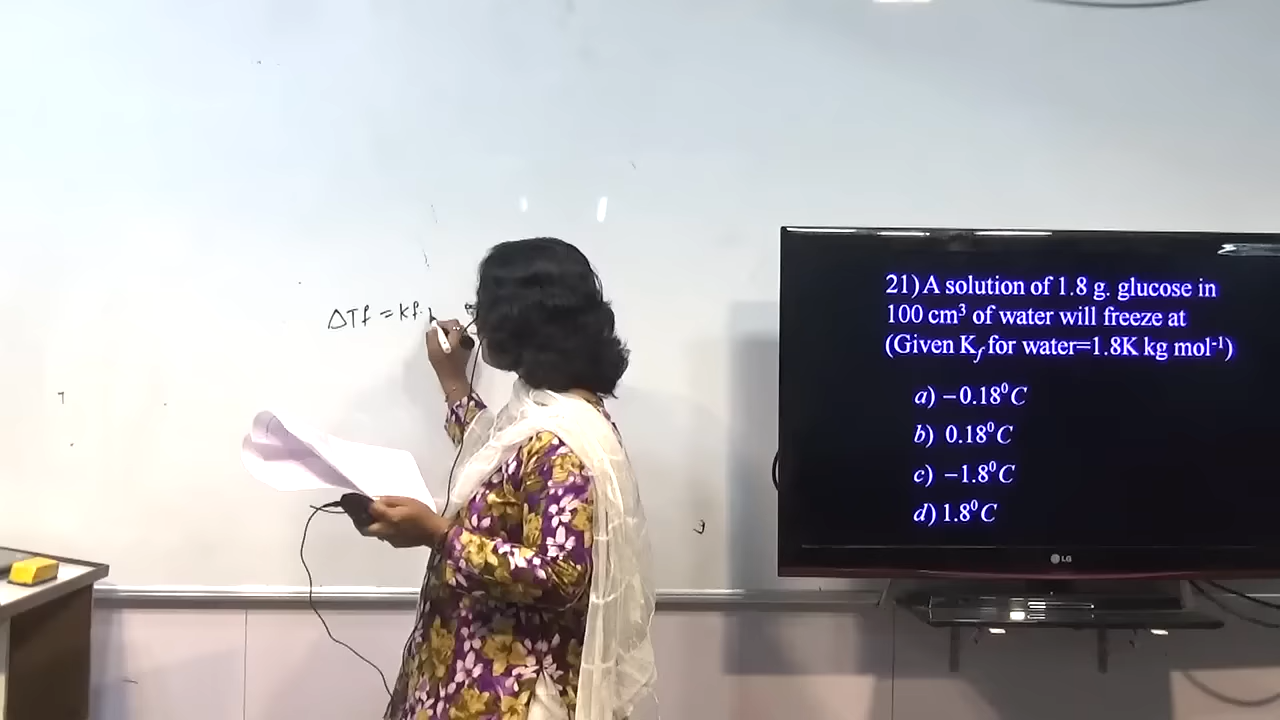 ΔTf = Kf.
21) A solution of 1.8 g. glucose in
100 cm³ of water will freeze at
(Given K_f for water=1.8K kg mol⁻¹)
a) −0.18⁰C
b) 0.18⁰C
c) −1.8⁰C
d) 1.8⁰C
LG